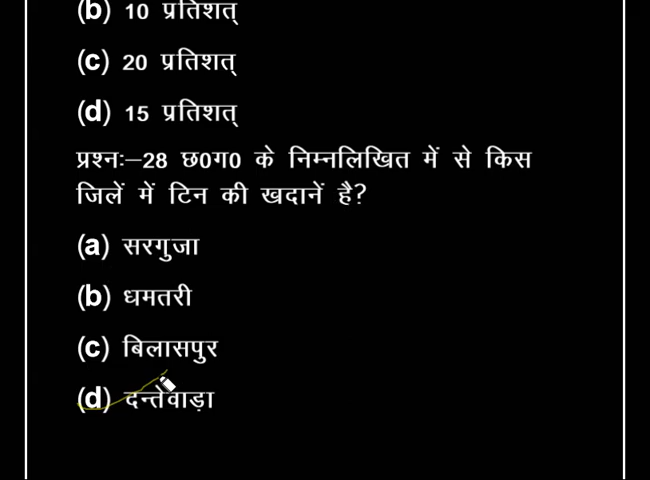 (b) 10 प्रतिशत्
(c) 20 प्रतिशत्
(d) 15 प्रतिशत्
प्रश्नः–28 छ0ग0 के निम्नलिखित में से किस
जिलें में टिन की खदानें है?
(a) सरगुजा
(b) धमतरी
(c) बिलासपुर
(d) दन्तेवाड़ा